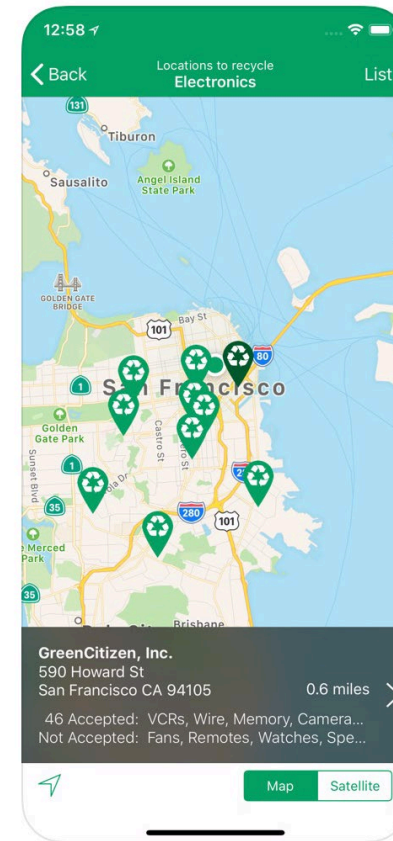 12:58
Back
Locations to recycle
Electronics
List
131
Tiburon
Sausalito
Angel Island
State Park
GOLDEN GATE
BRIDGE
Bay St
101
80
1
San Francisco
Golden
Gate Park
Castro St
Sunset Blvd
1
35
280
101
Merced
Park
35
Brisbane
GreenCitizen, Inc.
590 Howard St
San Francisco CA 94105
0.6 miles
46 Accepted: VCRs, Wire, Memory, Camera...
Not Accepted: Fans, Remotes, Watches, Spe...
Map
Satellite